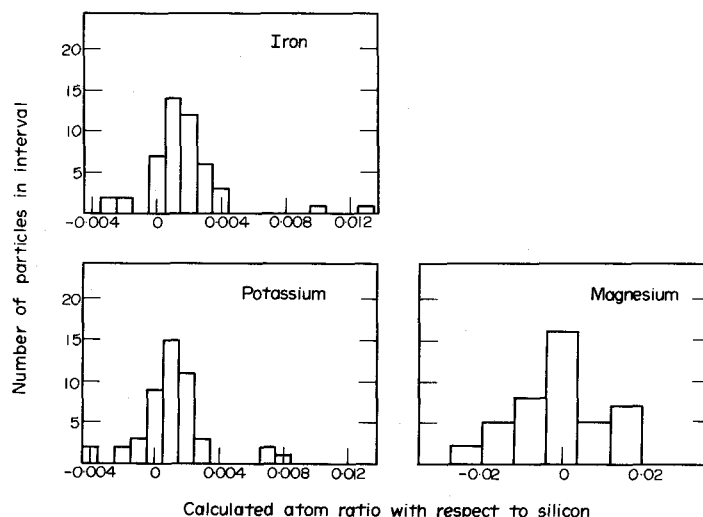 Iron
20
15
10
5
-0·004 0 0·004 0·008 0·012
Number of particles in interval
Potassium
20
15
10
5
-0·004 0 0·004 0·008 0·012
Magnesium
-0·02 0 0·02
Calculated atom ratio with respect to silicon